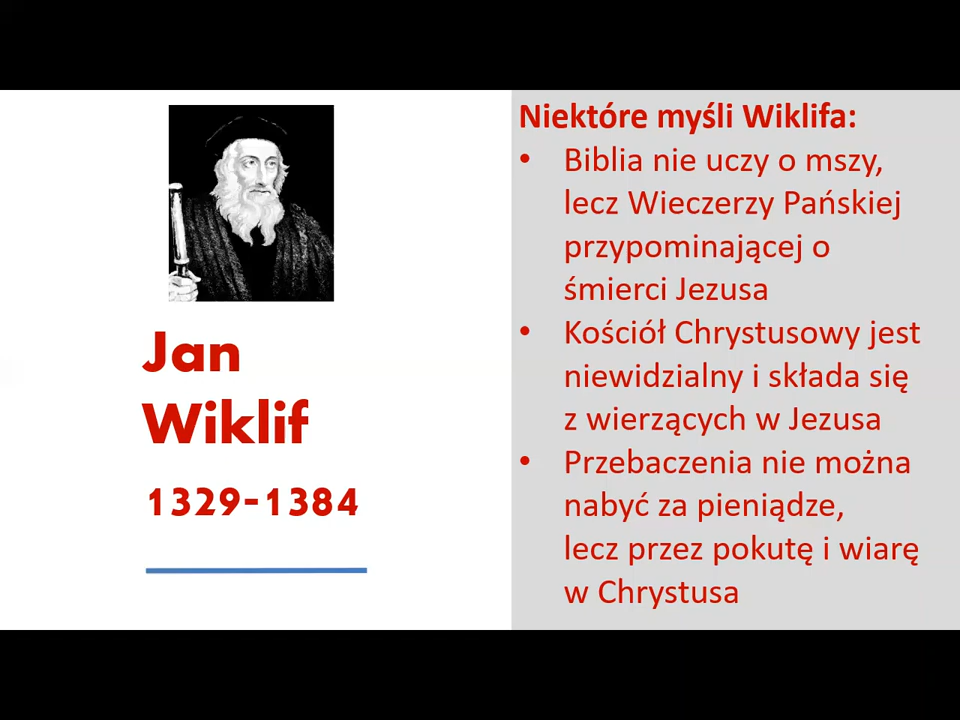 Jan
Wiklif
1329-1384
Niektóre myśli Wiklifa:
• Biblia nie uczy o mszy,
lecz Wieczerzy Pańskiej
przypominającej o
śmierci Jezusa
• Kościół Chrystusowy jest
niewidzialny i składa się
z wierzących w Jezusa
• Przebaczenia nie można
nabyć za pieniądze,
lecz przez pokutę i wiarę
w Chrystusa